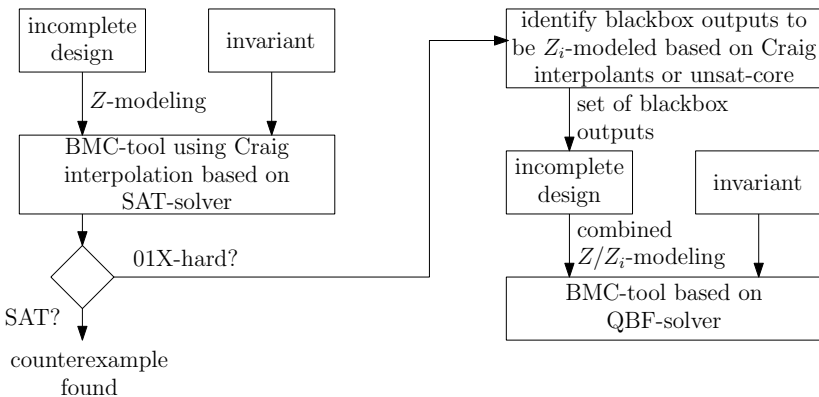 incomplete
design
invariant
Z-modeling
BMC-tool using Craig
interpolation based on
SAT-solver
01X-hard?
SAT?
counterexample
found
identify blackbox outputs to
be Z_i-modeled based on Craig
interpolants or unsat-core
set of blackbox
outputs
incomplete
design
invariant
combined
Z/Z_i-modeling
BMC-tool based on
QBF-solver